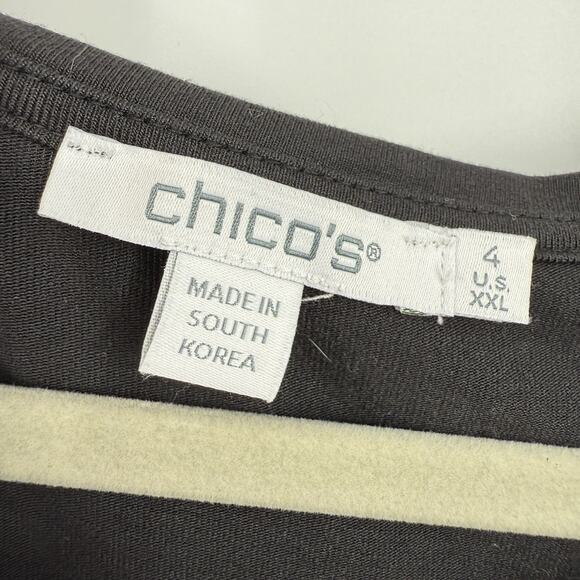 chico's®
4
U.S.
XXL
MADE IN
SOUTH
KOREA